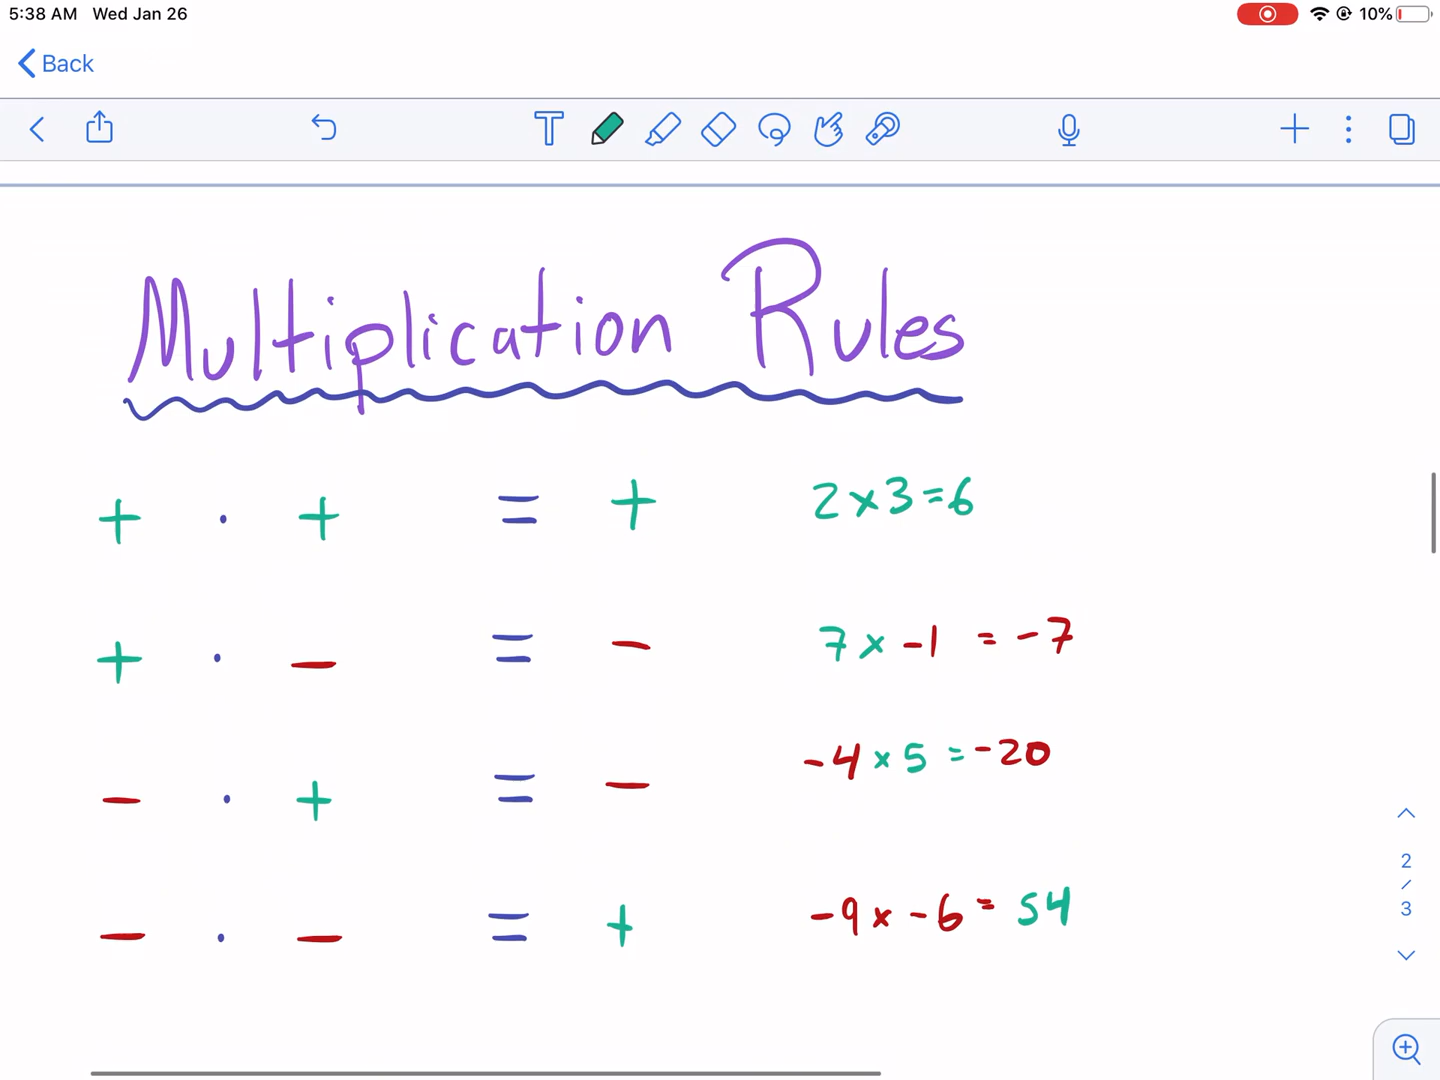 5:38 AM Wed Jan 26 10%
Back
Multiplication Rules
+ · + = + 2 x 3 = 6
+ · - = - 7 x -1 = -7
- · + = - -4 x 5 = -20
- · - = + -9 x -6 = 54
2
/
3